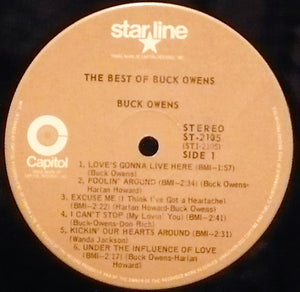 starline
THE BEST OF BUCK OWENS
BUCK OWENS
STEREO
ST-2105
(ST1-2105)
SIDE 1
Capitol
1. LOVE'S GONNA LIVE HERE (BMI—1:57)
(Buck Owens)
2. FOOLIN' AROUND (BMI—2:34) (Buck Owens-
Harlan Howard)
3. EXCUSE ME (I Think I've Got a Heartache)
(BMI—2:22) (Harlan Howard-Buck Owens)
4. I CAN'T STOP (My Lovin' You) (BMI—2:41)
(Buck Owens-Don Rich)
5. KICKIN' OUR HEARTS AROUND (BMI—2:31)
(Wanda Jackson)
6. UNDER THE INFLUENCE OF LOVE
(BMI—2:17) (Buck Owens-Harlan
Howard)